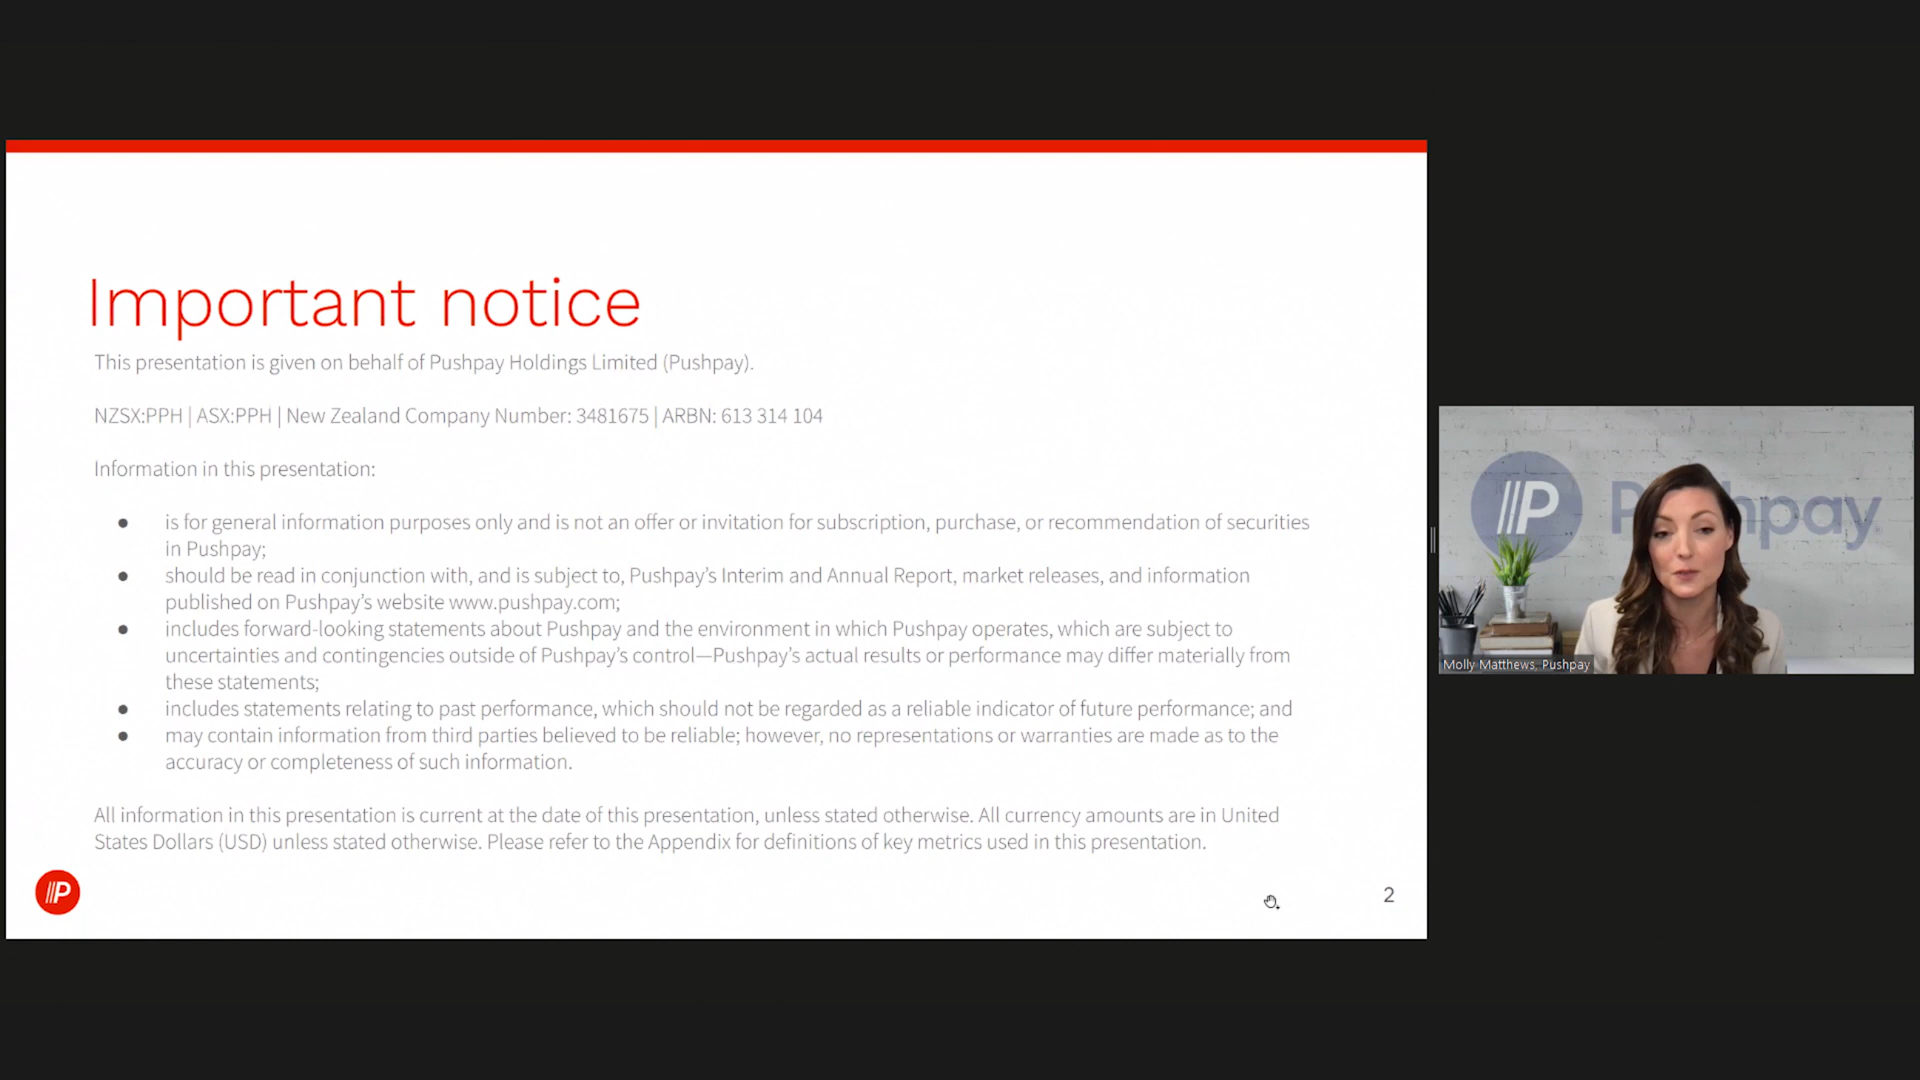 Important notice
This presentation is given on behalf of Pushpay Holdings Limited (Pushpay).
NZSX:PPH | ASX:PPH | New Zealand Company Number: 3481675 | ARBN: 613 314 104
Information in this presentation:
● is for general information purposes only and is not an offer or invitation for subscription, purchase, or recommendation of securities
in Pushpay;
● should be read in conjunction with, and is subject to, Pushpay’s Interim and Annual Report, market releases, and information
published on Pushpay’s website www.pushpay.com;
● includes forward-looking statements about Pushpay and the environment in which Pushpay operates, which are subject to
uncertainties and contingencies outside of Pushpay’s control—Pushpay’s actual results or performance may differ materially from
these statements;
● includes statements relating to past performance, which should not be regarded as a reliable indicator of future performance; and
● may contain information from third parties believed to be reliable; however, no representations or warranties are made as to the
accuracy or completeness of such information.
All information in this presentation is current at the date of this presentation, unless stated otherwise. All currency amounts are in United
States Dollars (USD) unless stated otherwise. Please refer to the Appendix for definitions of key metrics used in this presentation.
P
2
P P hpay
Molly Matthews, Pushpay